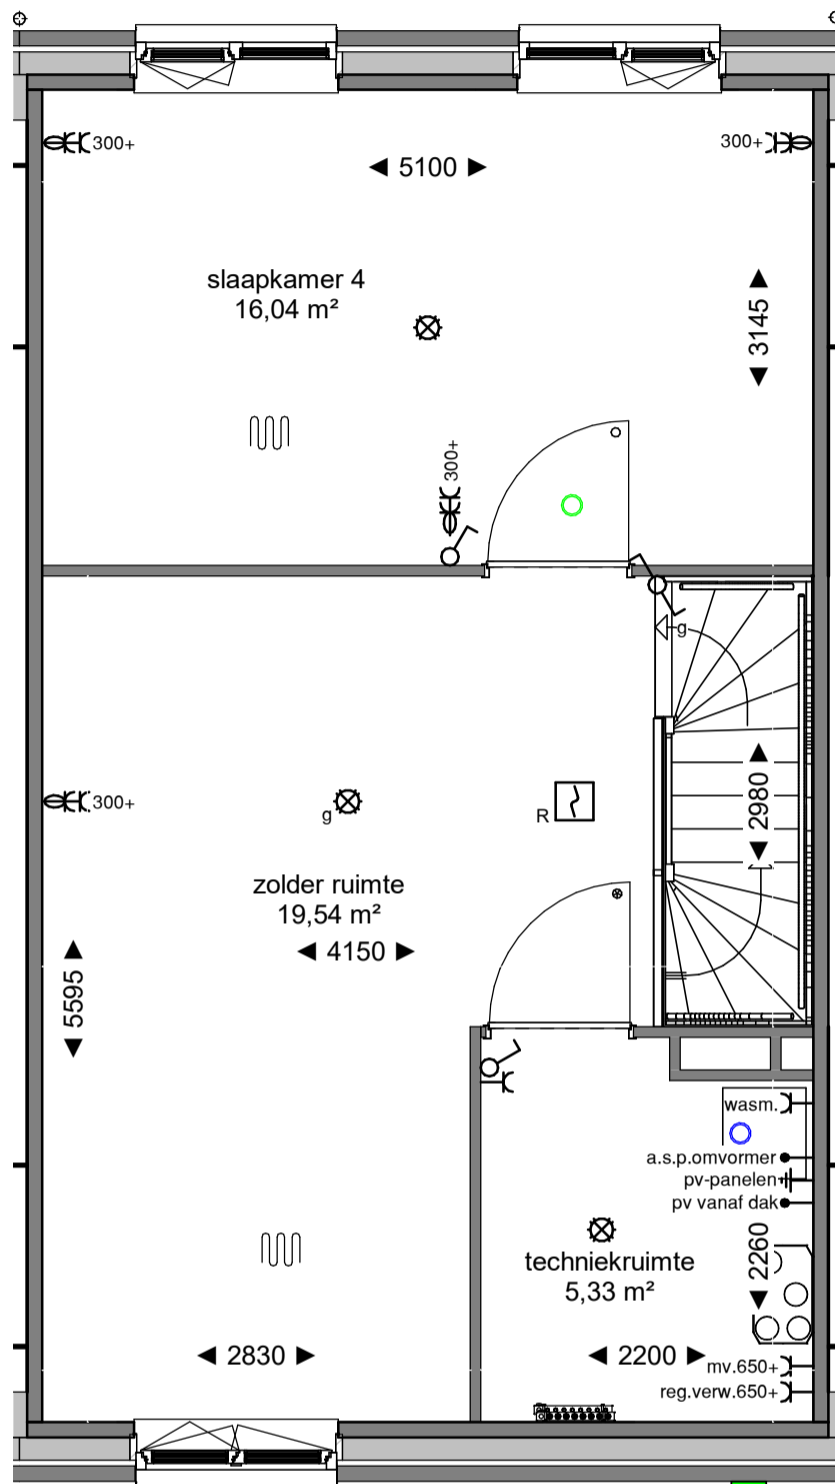 300+
300+
5100
slaapkamer 4
16,04 m²
3145
300+
g
2980
300+
g
R
zolder ruimte
19,54 m²
4150
5595
wasm.
a.s.p.omvormer
pv-panelen
pv vanaf dak
techniekruimte
5,33 m²
2260
2830
2200
mv.650+
reg.verw.650+